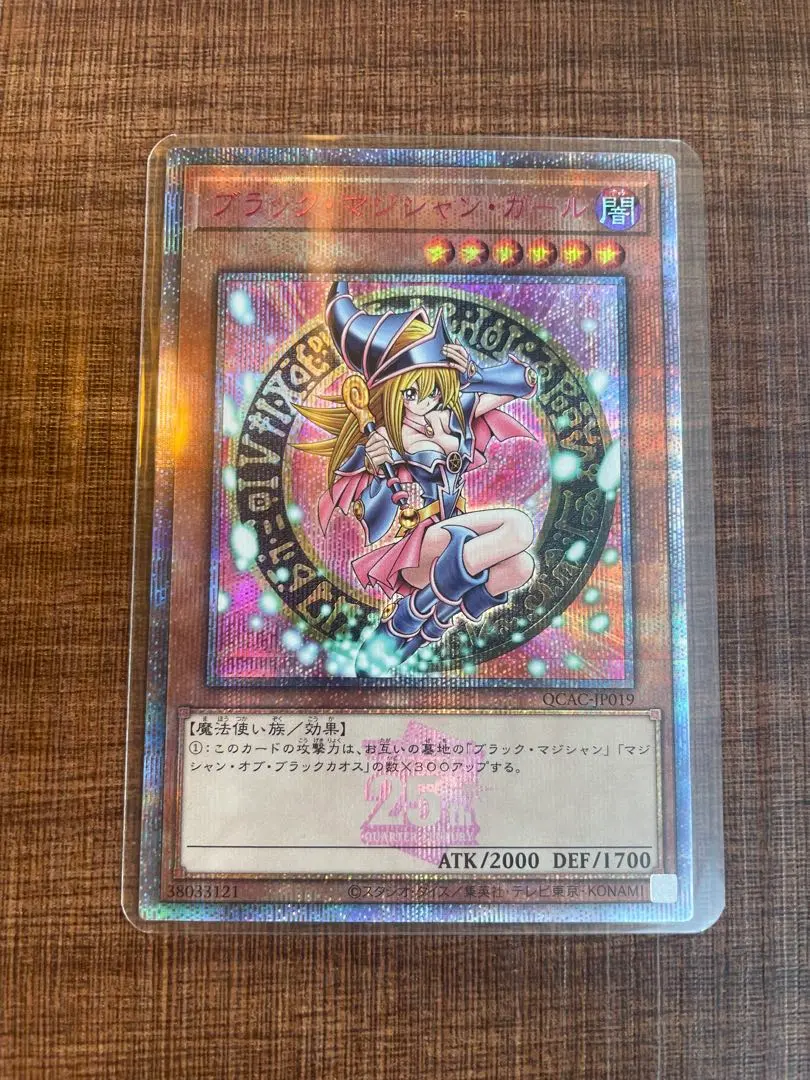 ブラック・マジシャン・ガール
闇
QCAC-JP019
【魔法使い族／効果】
①：このカードの攻撃力は、お互いの墓地の「ブラック・マジシャン」「マジ
シャン・オブ・ブラックカオス」の数×３００アップする。
25th
QUARTER CENTURY
ATK/2000 DEF/1700
38033121
©スタジオ・ダイス／集英社・テレビ東京・KONAMI